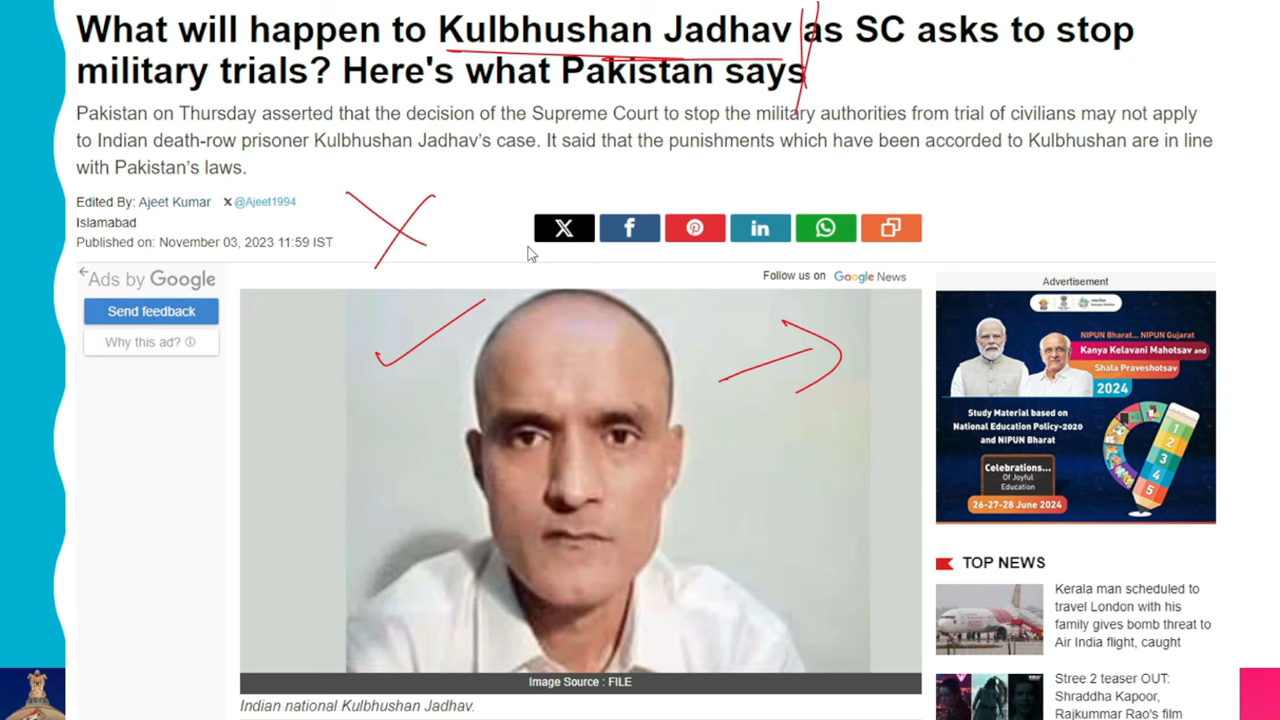 What will happen to Kulbhushan Jadhav as SC asks to stop
military trials? Here's what Pakistan says
Pakistan on Thursday asserted that the decision of the Supreme Court to stop the military authorities from trial of civilians may not apply
to Indian death-row prisoner Kulbhushan Jadhav's case. It said that the punishments which have been accorded to Kulbhushan are in line
with Pakistan's laws.
Edited By: Ajeet Kumar X @Ajeet1994
Islamabad
Published on: November 03, 2023 11:59 IST
Ads by Google
Send feedback
Why this ad?
Follow us on Google News
Advertisement
NIPUN Bharat... NIPUN Gujarat
Kanya Kelavani Mahotsav and
Shala Praveshotsav
2024
Study Material based on
National Education Policy-2020
and NIPUN Bharat
Celebrations...
Of Joyful
Education
26-27-28 June 2024
1
2
3
4
5
Image Source : FILE
Indian national Kulbhushan Jadhav.
TOP NEWS
Kerala man scheduled to
travel London with his
family gives bomb threat to
Air India flight, caught
Stree 2 teaser OUT:
Shraddha Kapoor,
Rajkummar Rao's film